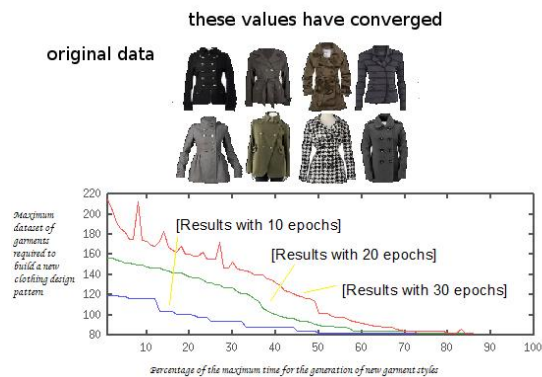 these values have converged
original data
220
200
180
160
140
120
100
80
Maximum
dataset of
garments
required to
build a new
clothing design
pattern
[Results with 10 epochs]
[Results with 20 epochs]
[Results with 30 epochs]
10 20 30 40 50 60 70 80 90 100
Percentage of the maximum time for the generation of new garment styles